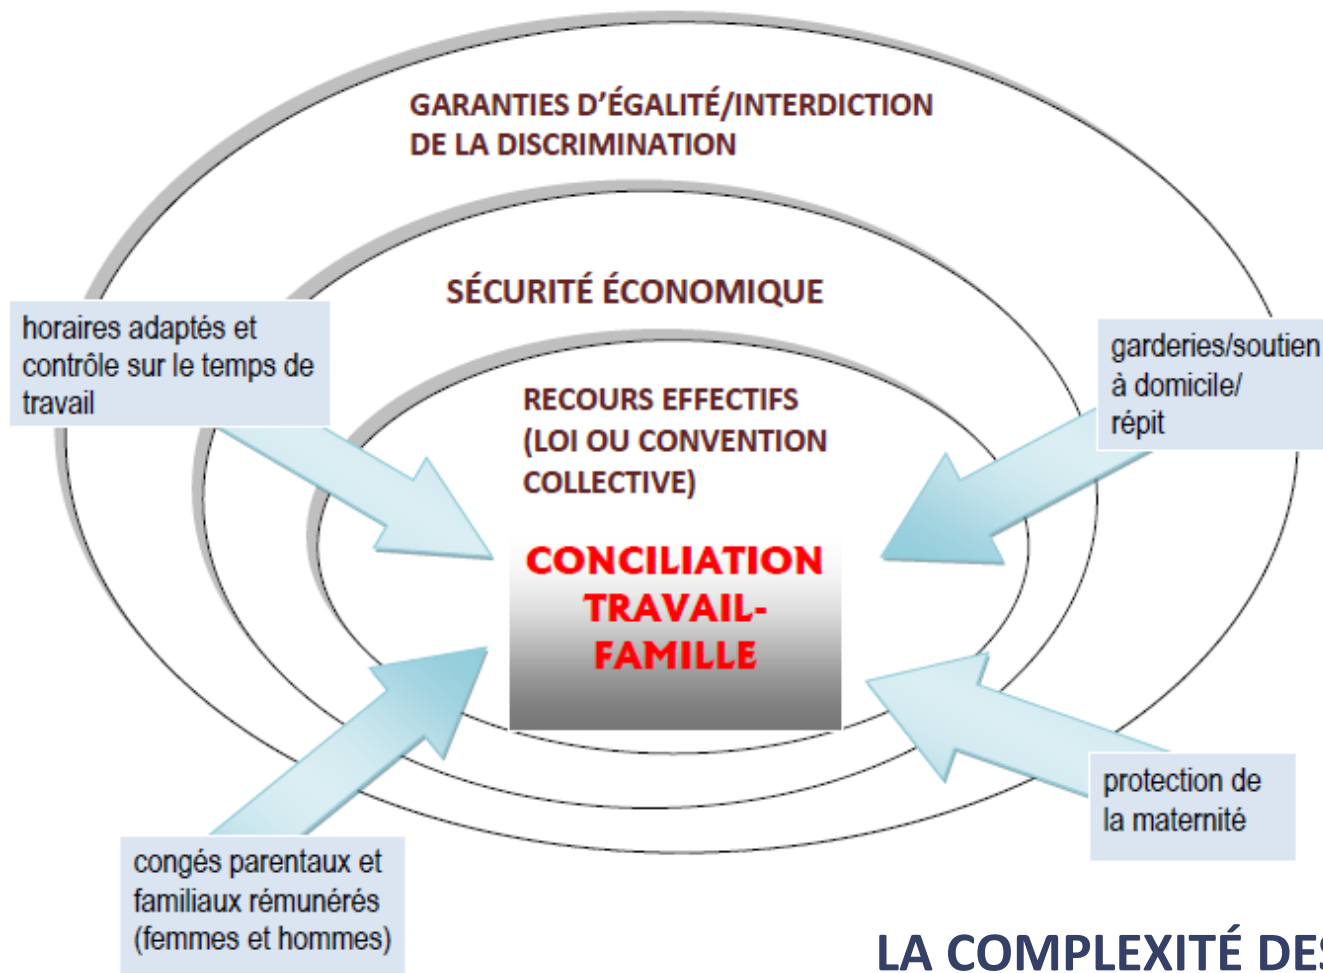 GARANTIES D'ÉGALITÉ/INTERDICTION
DE LA DISCRIMINATION
SÉCURITÉ ÉCONOMIQUE
horaires adaptés et
contrôle sur le temps de
travail
garderies/soutien
à domicile/
répit
RECOURS EFFECTIFS
(LOI OU CONVENTION
COLLECTIVE)
CONCILIATION
TRAVAIL-
FAMILLE
protection de
la maternité
congés parentaux et
familiaux rémunérés
(femmes et hommes)
LA COMPLEXITÉ DES